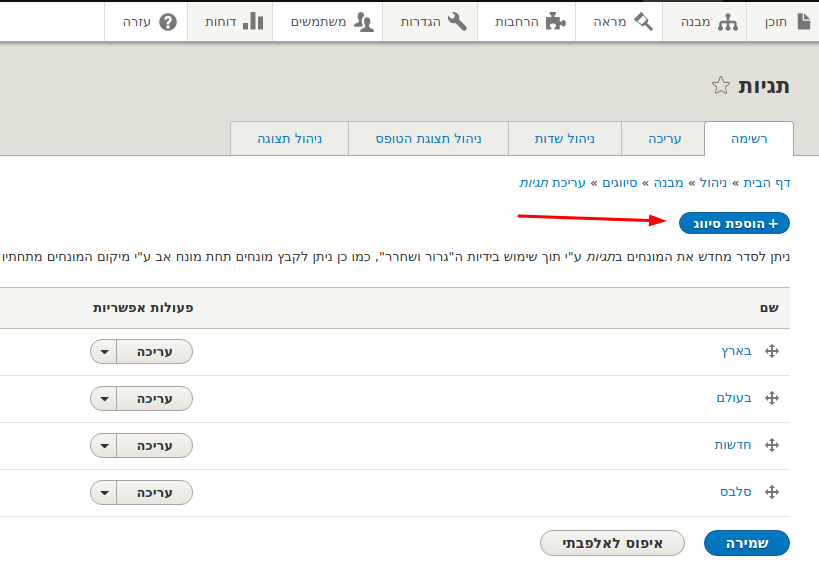 תוכן מבנה מראה הרחבות הגדרות משתמשים דוחות עזרה
תגיות
רשימה עריכה ניהול שדות ניהול תצוגת הטופס ניהול תצוגה
דף הבית » ניהול » מבנה » סיווגים » עריכת תגיות
+ הוספת סיווג
ניתן לסדר מחדש את המונחים בתגיות ע"י תוך שימוש בידיות ה"גרור ושחרר", כמו כן ניתן לקבץ מונחים תחת מונח אב ע"י מיקום המונחים מתחתיו
שם פעולות אפשריות
בארץ עריכה
בעולם עריכה
חדשות עריכה
סלבס עריכה
שמירה איפוס לאלפבתי